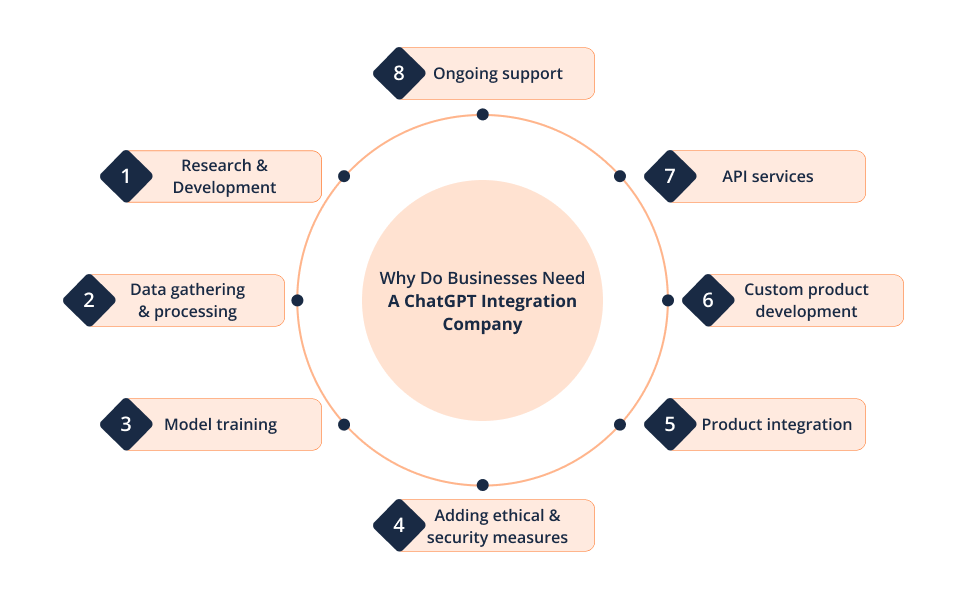 8
Ongoing support
1
Research &
Development
7
API services
2
Data gathering
& processing
Why Do Businesses Need
A ChatGPT Integration
Company
6
Custom product
development
3
Model training
5
Product integration
4
Adding ethical &
security measures